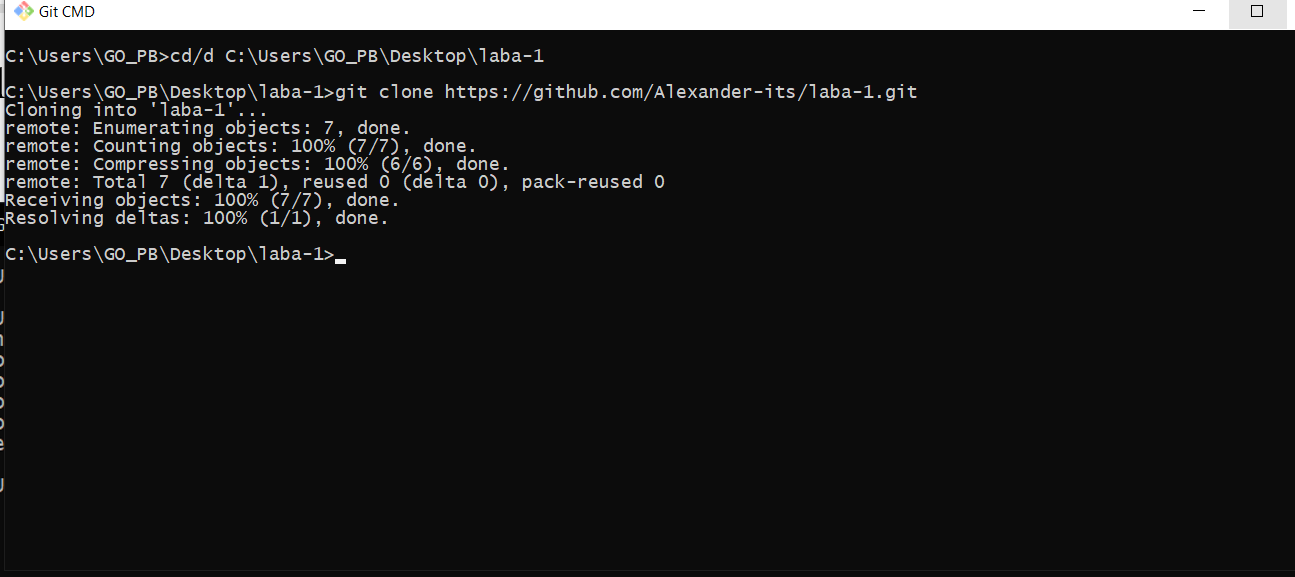 Git CMD
C:\Users\GO_PB>cd/d C:\Users\GO_PB\Desktop\laba-1
C:\Users\GO_PB\Desktop\laba-1>git clone https://github.com/Alexander-its/laba-1.git
Cloning into 'laba-1'...
remote: Enumerating objects: 7, done.
remote: Counting objects: 100% (7/7), done.
remote: Compressing objects: 100% (6/6), done.
remote: Total 7 (delta 1), reused 0 (delta 0), pack-reused 0
Receiving objects: 100% (7/7), done.
Resolving deltas: 100% (1/1), done.
C:\Users\GO_PB\Desktop\laba-1>